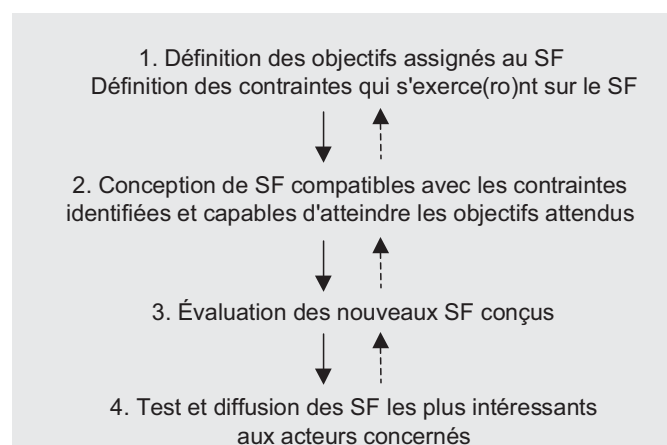 1. Définition des objectifs assignés au SF
Définition des contraintes qui s'exerce(ro)nt sur le SF
2. Conception de SF compatibles avec les contraintes
identifiées et capables d'atteindre les objectifs attendus
3. Évaluation des nouveaux SF conçus
4. Test et diffusion des SF les plus intéressants
aux acteurs concernés